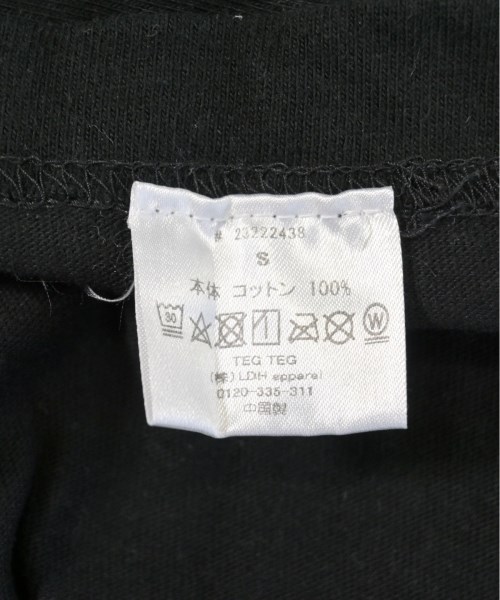 # 23222438
S
本体 コットン 100%
30 W
TEG TEG
(株) LDH apparel
0120-335-311
中国製